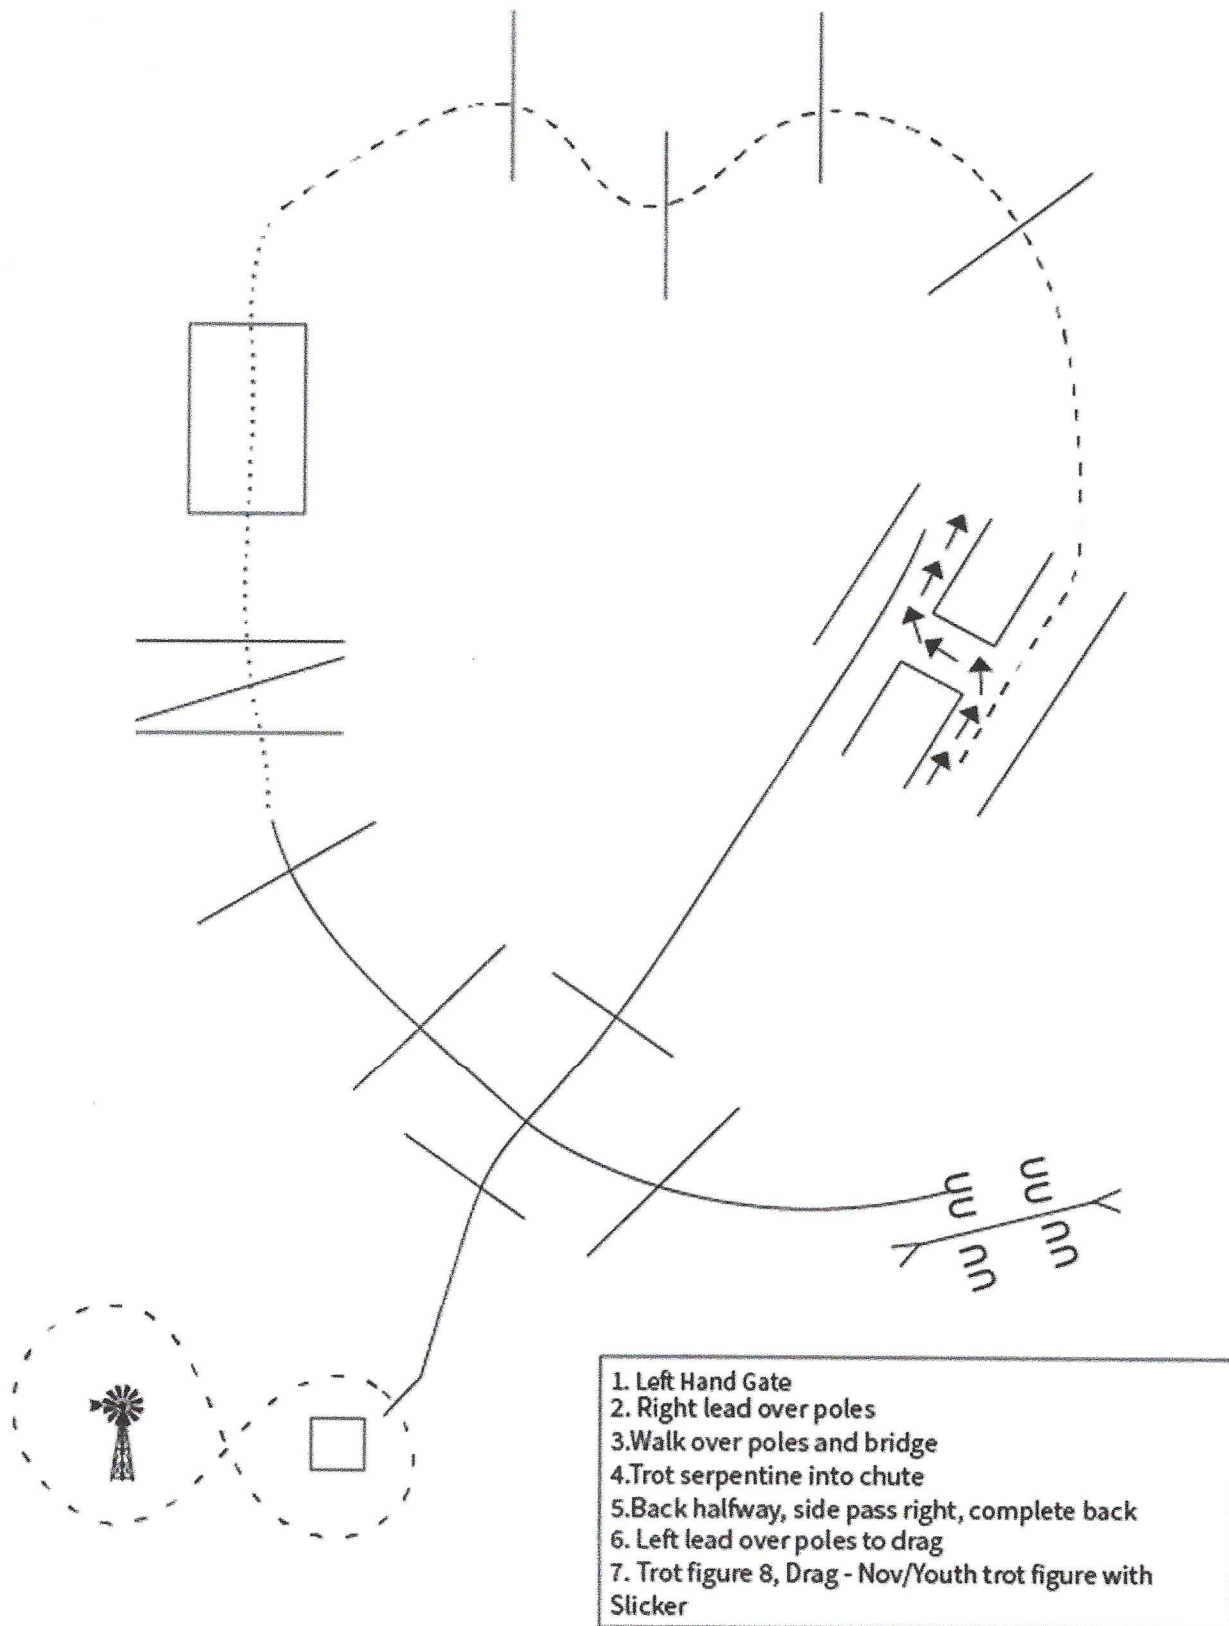 1. Left Hand Gate
2. Right lead over poles
3.Walk over poles and bridge
4.Trot serpentine into chute
5.Back halfway, side pass right, complete back
6. Left lead over poles to drag
7. Trot figure 8, Drag - Nov/Youth trot figure with
Slicker